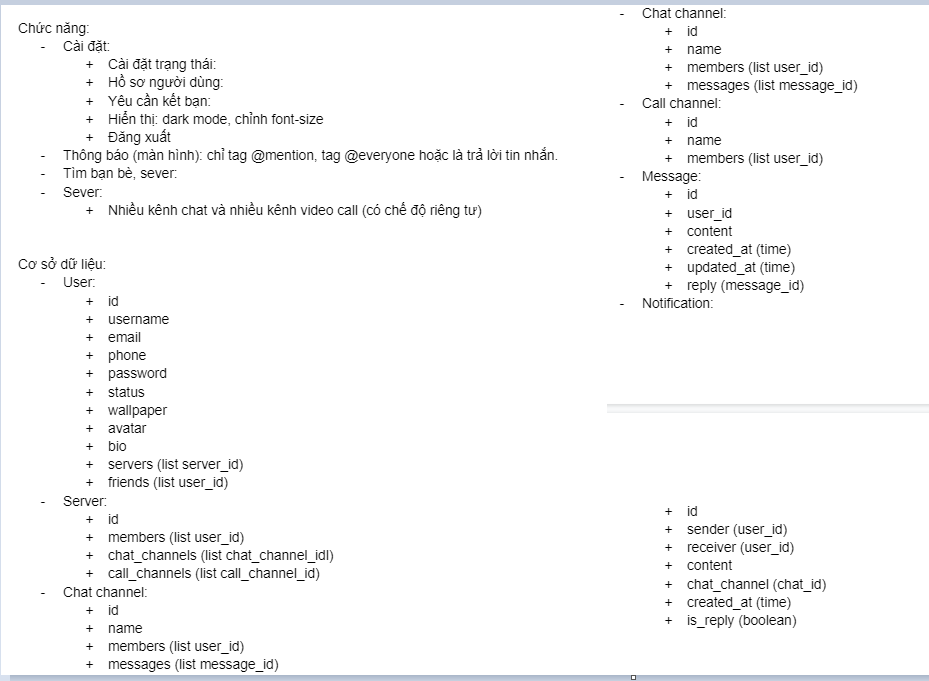 Chức năng:
- Cài đặt:
+ Cài đặt trạng thái:
+ Hồ sơ người dùng:
+ Yêu cần kết bạn:
+ Hiển thị: dark mode, chỉnh font-size
+ Đăng xuất
- Thông báo (màn hình): chỉ tag @mention, tag @everyone hoặc là trả lời tin nhắn.
- Tìm bạn bè, sever:
- Sever:
+ Nhiều kênh chat và nhiều kênh video call (có chế độ riêng tư)
Cơ sở dữ liệu:
- User:
+ id
+ username
+ email
+ phone
+ password
+ status
+ wallpaper
+ avatar
+ bio
+ servers (list server_id)
+ friends (list user_id)
- Server:
+ id
+ members (list user_id)
+ chat_channels (list chat_channel_idl)
+ call_channels (list call_channel_id)
- Chat channel:
+ id
+ name
+ members (list user_id)
+ messages (list message_id)
- Chat channel:
+ id
+ name
+ members (list user_id)
+ messages (list message_id)
- Call channel:
+ id
+ name
+ members (list user_id)
- Message:
+ id
+ user_id
+ content
+ created_at (time)
+ updated_at (time)
+ reply (message_id)
- Notification:
+ id
+ sender (user_id)
+ receiver (user_id)
+ content
+ chat_channel (chat_id)
+ created_at (time)
+ is_reply (boolean)